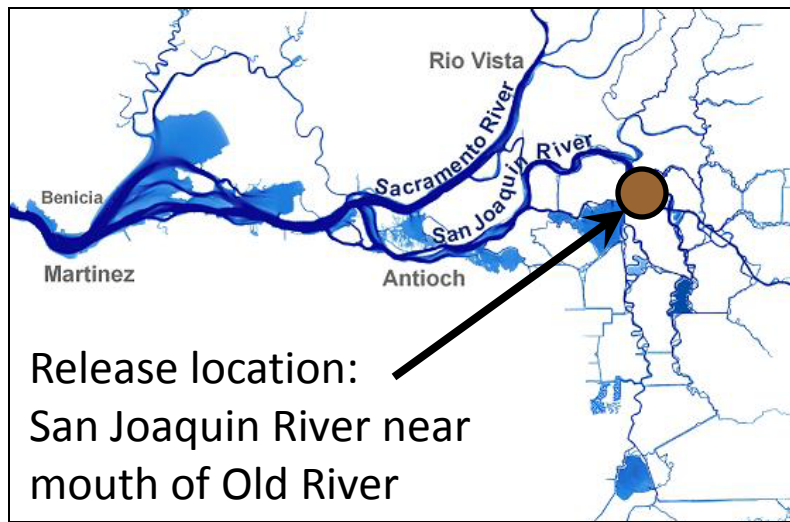 Rio Vista
Sacramento River
San Joaquin River
Benicia
Martinez
Antioch
Release location:
San Joaquin River near
mouth of Old River